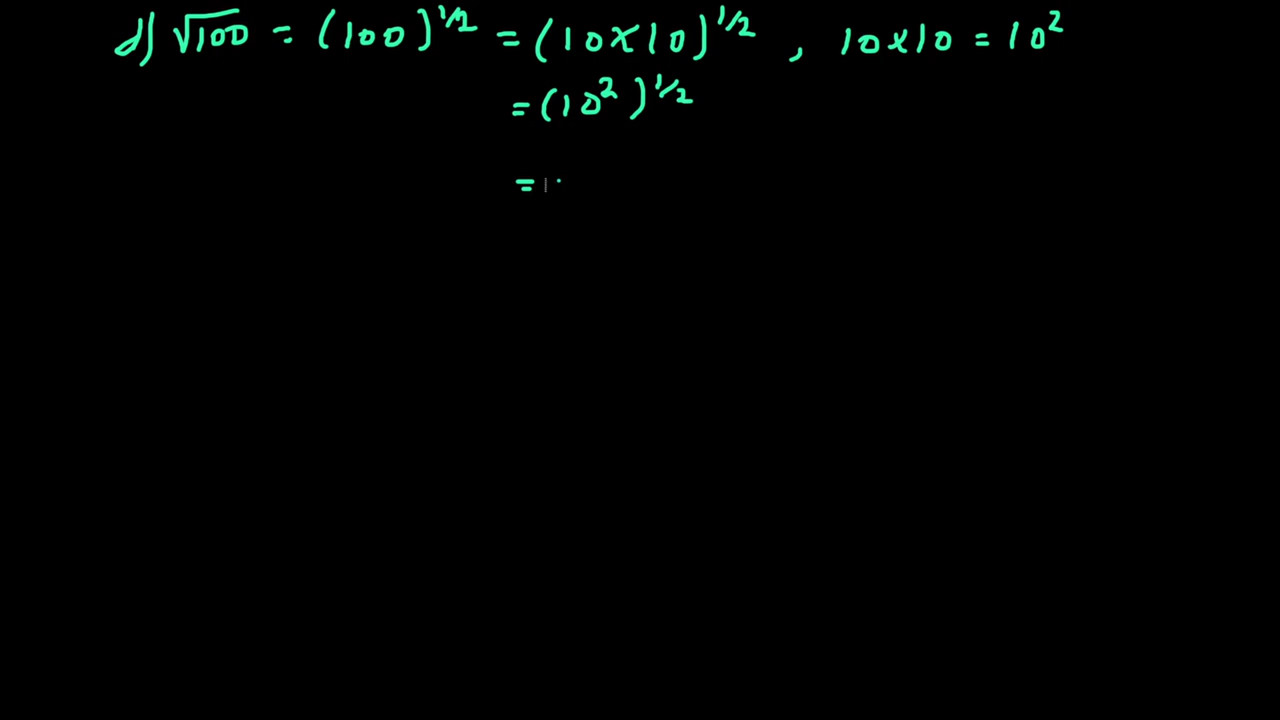 d) √100 = (100)^1/2 = (10×10)^1/2 , 10×10 = 10²
= (10²)^1/2
=